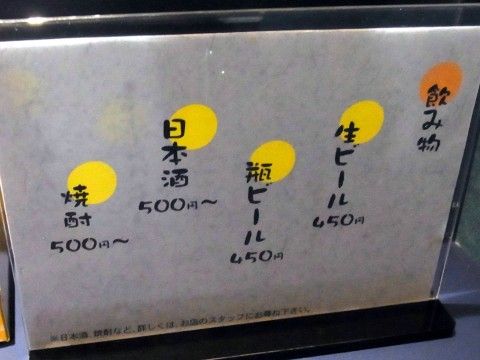 飲み物
生ビール
450円
瓶ビール
450円
日本酒
500円～
焼酎
500円～
※日本酒、焼酎など、詳しくは、お店のスタッフにお尋ね下さい。